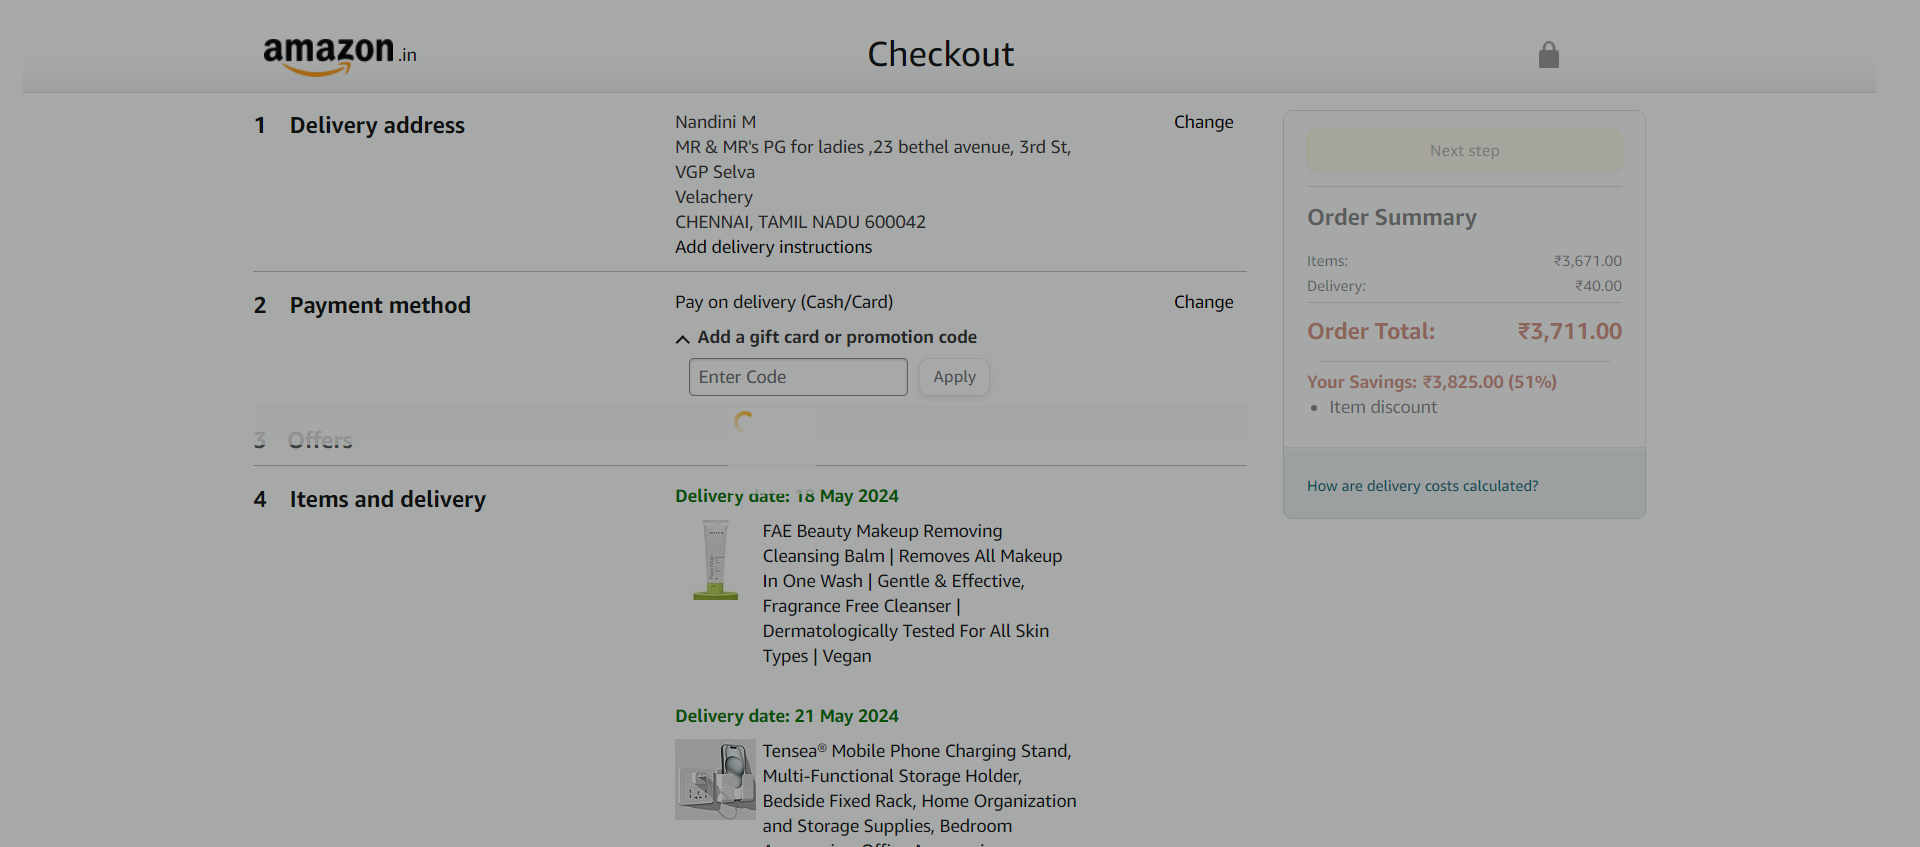 amazon.in
Checkout
1 Delivery address
Nandini M
MR & MR's PG for ladies ,23 bethel avenue, 3rd St,
VGP Selva
Velachery
CHENNAI, TAMIL NADU 600042
Add delivery instructions
Change
2 Payment method
Pay on delivery (Cash/Card)
Change
Add a gift card or promotion code
Enter Code
Apply
3 Offers
4 Items and delivery
Delivery date: 18 May 2024
FAE Beauty Makeup Removing
Cleansing Balm | Removes All Makeup
In One Wash | Gentle & Effective,
Fragrance Free Cleanser |
Dermatologically Tested For All Skin
Types | Vegan
Delivery date: 21 May 2024
Tensea® Mobile Phone Charging Stand,
Multi-Functional Storage Holder,
Bedside Fixed Rack, Home Organization
and Storage Supplies, Bedroom
Next step
Order Summary
Items: ₹3,671.00
Delivery: ₹40.00
Order Total: ₹3,711.00
Your Savings: ₹3,825.00 (51%)
• Item discount
How are delivery costs calculated?